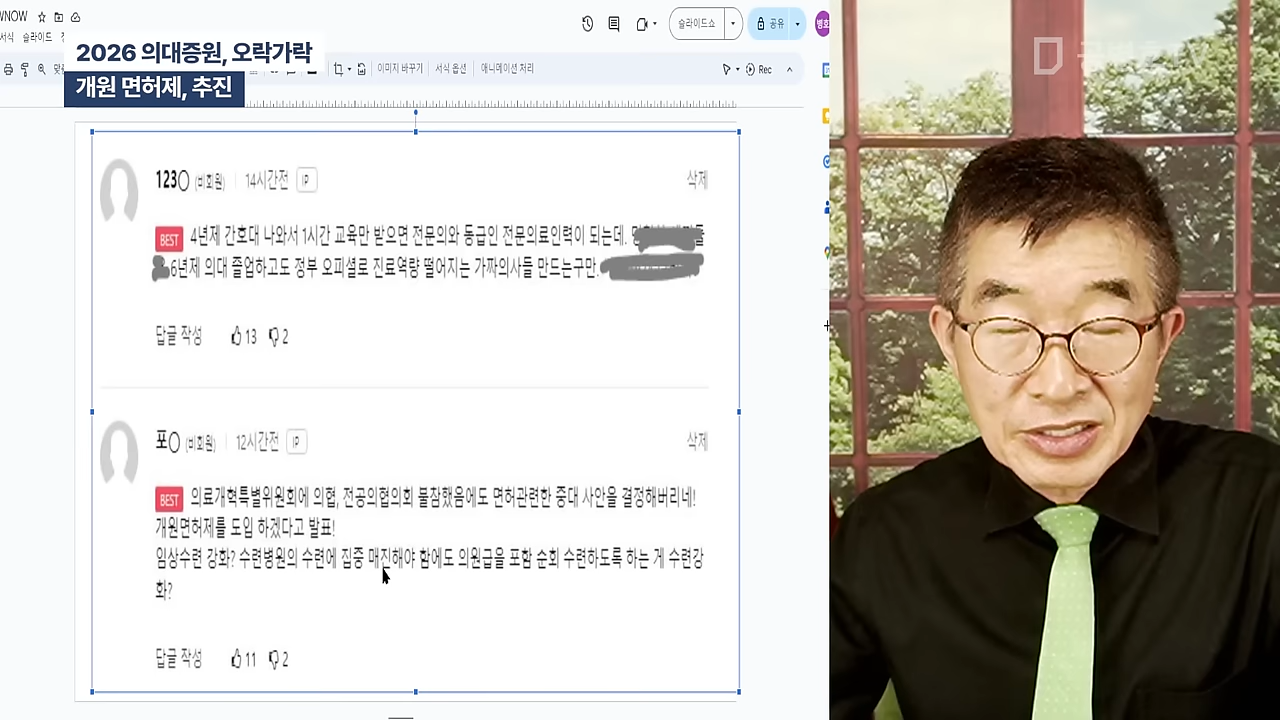 WNOW
서식 슬라이드
슬라이드쇼
공유
병호
2026 의대증원, 오락가락
개원 면허제, 추진
이미지 바꾸기 서식 옵션 애니메이션 처리
Rec
123○ (비회원) 14시간전 IP 삭제
BEST 4년제 간호대 나와서 1시간 교육만 받으면 전문의와 동급인 전문의료인력이 되는데.
6년제 의대 졸업하고도 정부 오피셜로 진료역량 떨어지는 가짜의사들 만드는구만.
답글 작성 13 2
포○ (비회원) 12시간전 IP 삭제
BEST 의료개혁특별위원회에 의협, 전공의협의회 불참했음에도 면허관련한 중대 사안을 결정해버리네!
개원면허제를 도입 하겠다고 발표!
임상수련 강화? 수련병원의 수련에 집중 매진해야 함에도 의원급을 포함 순회 수련하도록 하는 게 수련강
화?
답글 작성 11 2